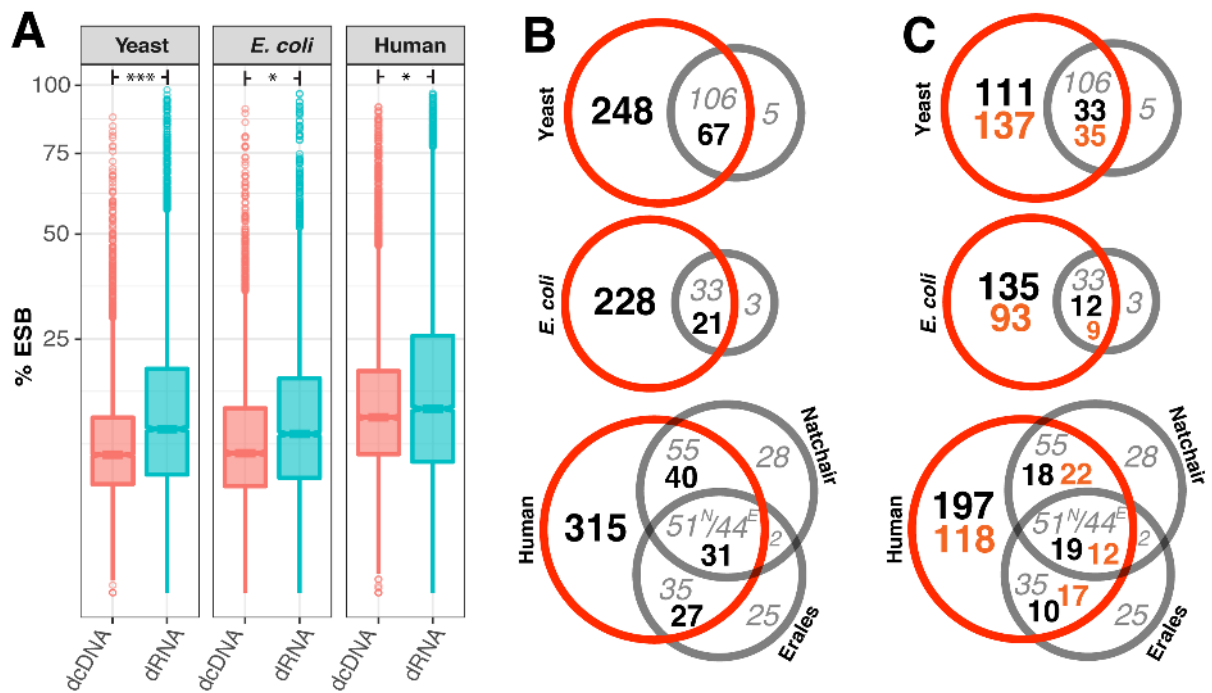 A
Yeast
E. coli
Human
***
*
*
100
75
50
25
% ESB
dcDNA
dRNA
dcDNA
dRNA
dcDNA
dRNA
B
Yeast
248
106
67
5
E. coli
228
33
21
3
Human
315
Natchair
55
40
28
51N/44E
31
2
35
27
25
Erales
C
Yeast
111
137
106
33
35
5
E. coli
135
93
33
12
9
3
Human
197
118
Natchair
55
18 22
28
51N/44E
19 12
2
35
17
10
25
Erales